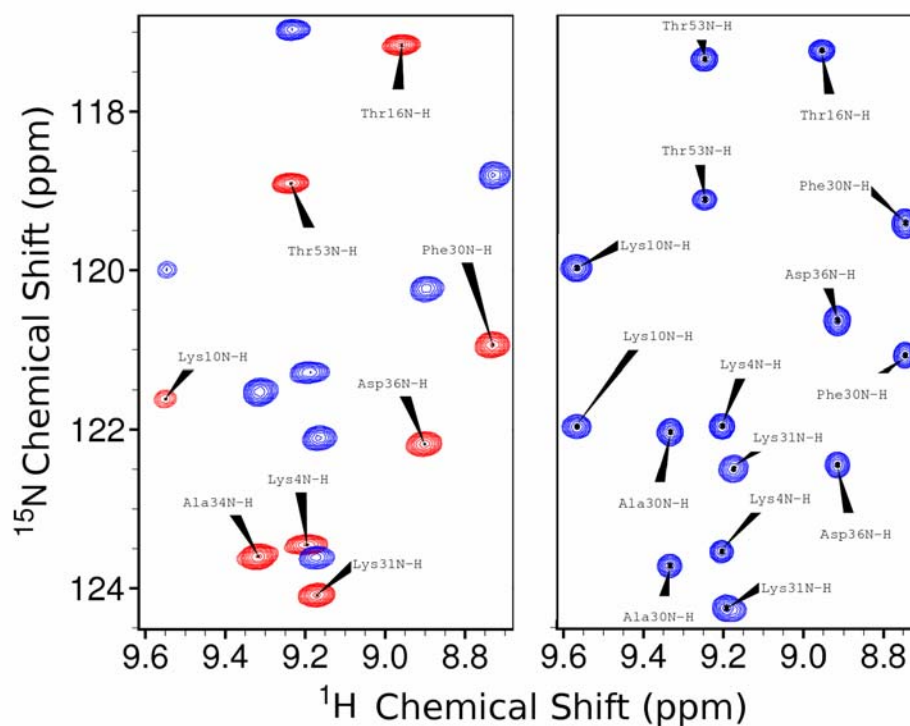 Thr53N-H
Thr16N-H
Thr16N-H
118
Thr53N-H
Phe30N-H
Thr53N-H
Phe30N-H
Lys10N-H
120
Asp36N-H
Lys10N-H
Lys10N-H
Lys4N-H
Asp36N-H
Phe30N-H
122
Lys31N-H
Lys4N-H
Ala30N-H
Lys4N-H
Ala34N-H
Asp36N-H
Lys31N-H
Lys31N-H
124
Ala30N-H
15N Chemical Shift (ppm)
9.6 9.4 9.2 9.0 8.8 9.6 9.4 9.2 9.0 8.8
1H Chemical Shift (ppm)